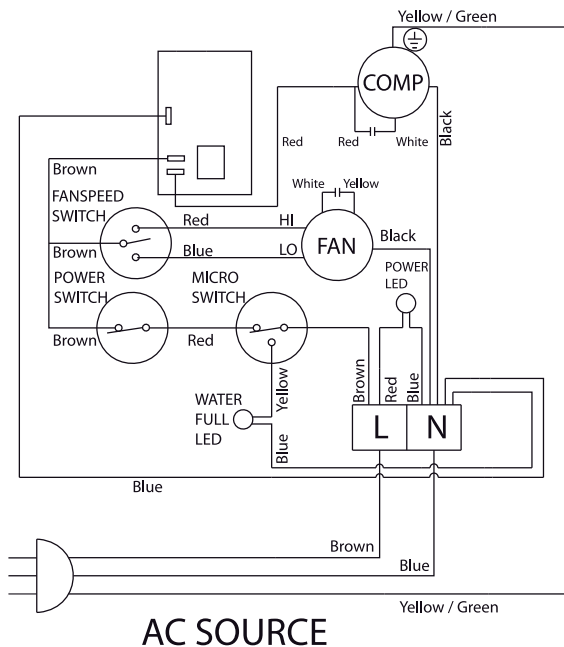 Yellow / Green
COMP
Red
Red
White
Black
Brown
FANSPEED
SWITCH
Red
HI
White
Yellow
FAN
Black
Brown
Blue
LO
POWER
SWITCH
MICRO
SWITCH
POWER
LED
Brown
Red
Brown
Red
Blue
Yellow
WATER
FULL
LED
Blue
L
N
Blue
Brown
Blue
Yellow / Green
AC SOURCE